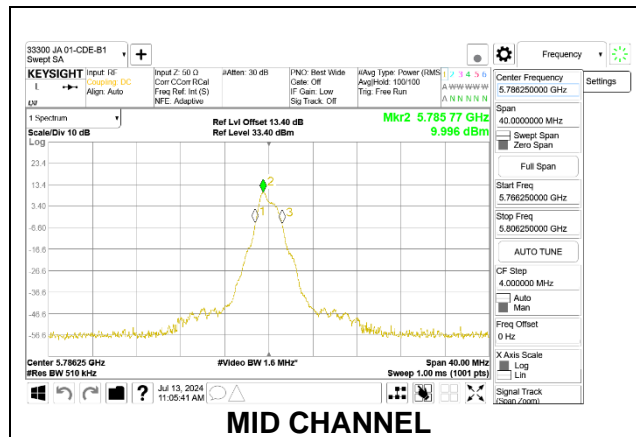 33300 JA 01-CDE-B1
Swept SA
+
Frequency
KEYSIGHT
L
Input: RF
Coupling: DC
Align: Auto
Input Z: 50 Ω
Corr CCorr RCal
Freq Ref: Int (S)
NFE: Adaptive
#Atten: 30 dB
PNO: Best Wide
Gate: Off
IF Gain: Low
Sig Track: Off
#Avg Type: Power (RMS
Avg|Hold: 100/100
Trig: Free Run
1 2 3 4 5 6
A W W W W W
A N N N N N
1 Spectrum
Scale/Div 10 dB
Ref Lvl Offset 13.40 dB
Ref Level 33.40 dBm
Mkr2 5.785 77 GHz
9.996 dBm
Log
23.4
13.4
3.40
-6.60
-16.6
-26.6
-36.6
-46.6
-56.6
2
1
3
Center 5.78625 GHz
#Video BW 1.6 MHz*
Span 40.00 MHz
#Res BW 510 kHz
Sweep 1.00 ms (1001 pts)
Center Frequency
5.786250000 GHz
Settings
Span
40.0000000 MHz
Swept Span
Zero Span
Full Span
Start Freq
5.766250000 GHz
Stop Freq
5.806250000 GHz
AUTO TUNE
CF Step
4.000000 MHz
Auto
Man
Freq Offset
0 Hz
X Axis Scale
Log
Lin
Signal Track
(Span Zoom)
?
Jul 13, 2024
11:05:41 AM
MID CHANNEL